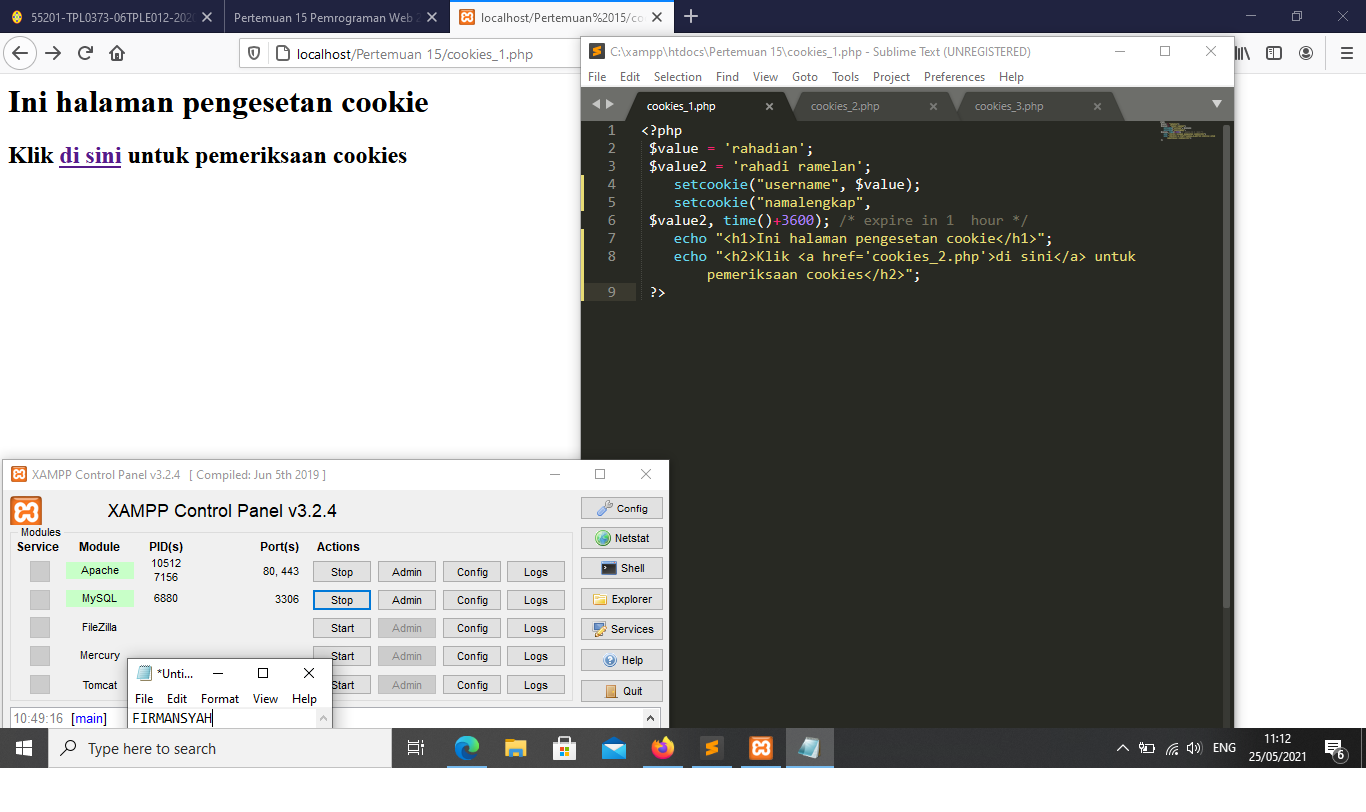 55201-TPL0373-06TPLE012-202
Pertemuan 15 Pemrograman Web 2
localhost/Pertemuan%2015/co
localhost/Pertemuan 15/cookies_1.php
Ini halaman pengesetan cookie
Klik di sini untuk pemeriksaan cookies
C:\xampp\htdocs\Pertemuan 15\cookies_1.php - Sublime Text (UNREGISTERED)
File Edit Selection Find View Goto Tools Project Preferences Help
cookies_1.php cookies_2.php cookies_3.php
1 <?php
2 $value = 'rahadian';
3 $value2 = 'rahadi ramelan';
4 setcookie("username", $value);
5 setcookie("namalengkap",
6 $value2, time()+3600); /* expire in 1  hour */
7 echo "<h1>Ini halaman pengesetan cookie</h1>";
8 echo "<h2>Klik <a href='cookies_2.php'>di sini</a> untuk
pemeriksaan cookies</h2>";
9 ?>
XAMPP Control Panel v3.2.4 [ Compiled: Jun 5th 2019 ]
XAMPP Control Panel v3.2.4
Config
Modules
Service Module PID(s) Port(s) Actions
Netstat
Apache 10512 7156 80, 443 Stop Admin Config Logs
Shell
MySQL 6880 3306 Stop Admin Config Logs
Explorer
FileZilla Start Admin Config Logs
Services
Mercury Start Admin Config Logs
Help
Tomcat Start Admin Config Logs
Quit
10:49:16 [main]
*Unti...
File Edit Format View Help
FIRMANSYAH
Type here to search
ENG
11:12
25/05/2021
6